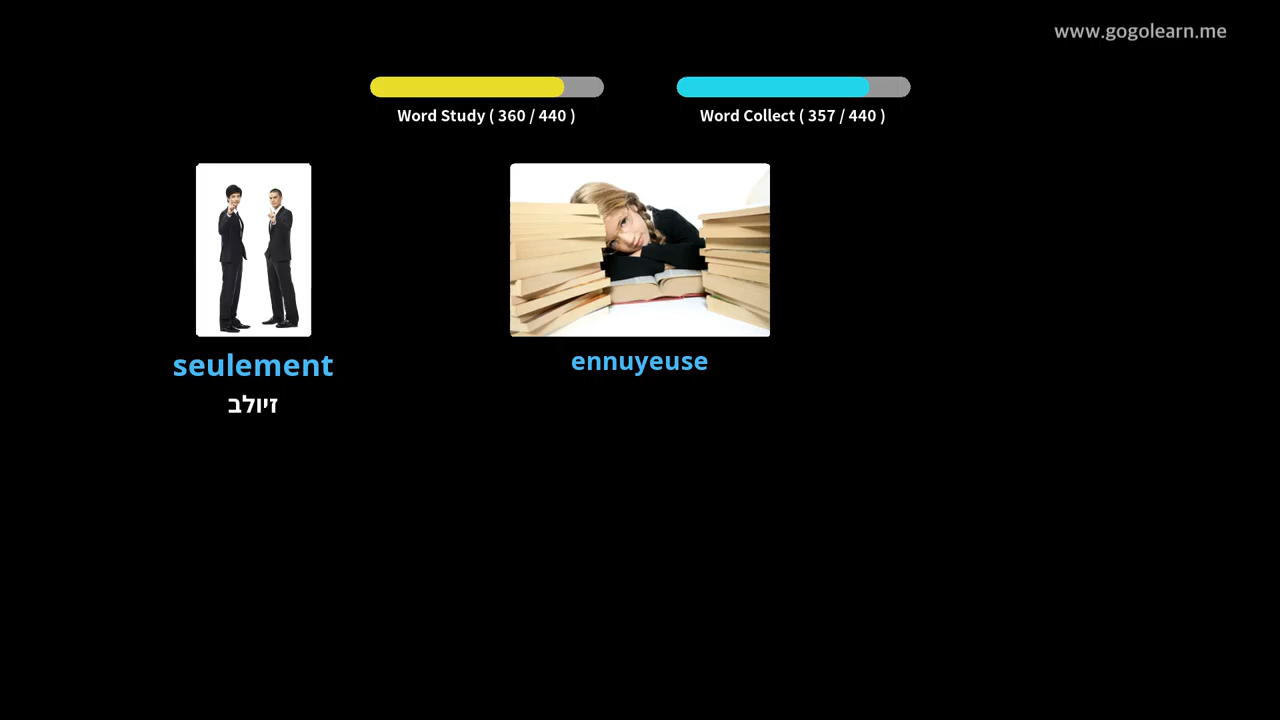 www.gogolearn.me
Word Study ( 360 / 440 )
Word Collect ( 357 / 440 )
seulement
זיולב
ennuyeuse